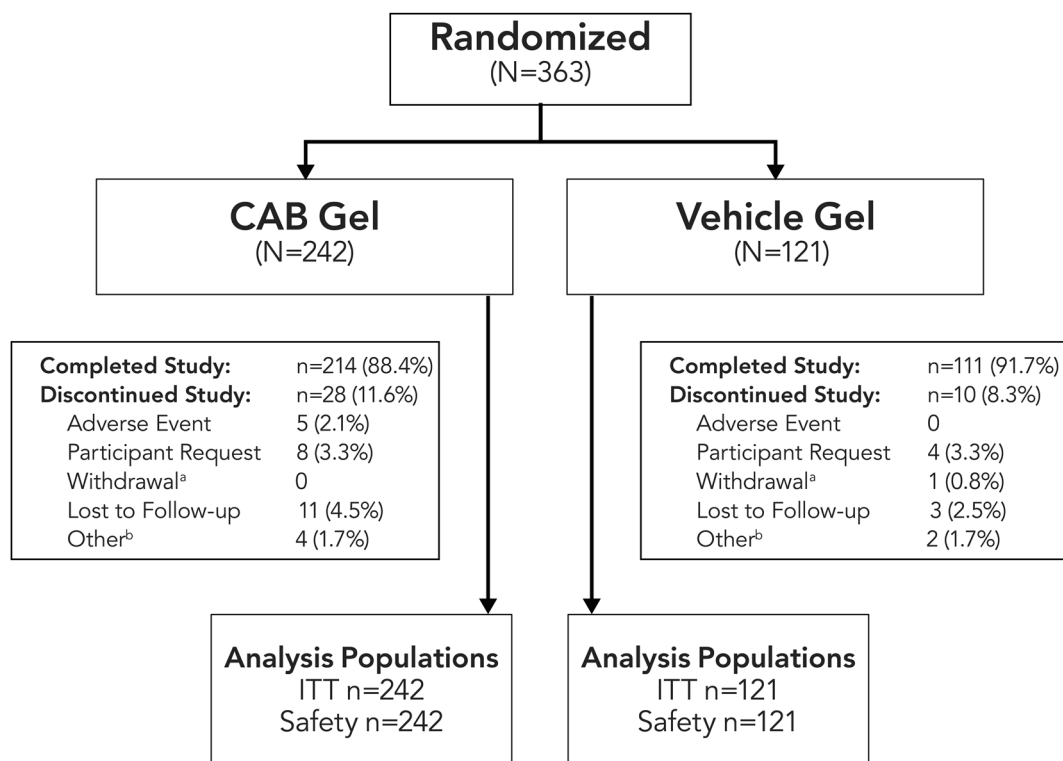 Randomized
(N=363)
CAB Gel
(N=242)
Vehicle Gel
(N=121)
Completed Study: n=214 (88.4%)
Discontinued Study: n=28 (11.6%)
Adverse Event 5 (2.1%)
Participant Request 8 (3.3%)
Withdrawalᵃ 0
Lost to Follow-up 11 (4.5%)
Otherᵇ 4 (1.7%)
Completed Study: n=111 (91.7%)
Discontinued Study: n=10 (8.3%)
Adverse Event 0
Participant Request 4 (3.3%)
Withdrawalᵃ 1 (0.8%)
Lost to Follow-up 3 (2.5%)
Otherᵇ 2 (1.7%)
Analysis Populations
ITT n=242
Safety n=242
Analysis Populations
ITT n=121
Safety n=121